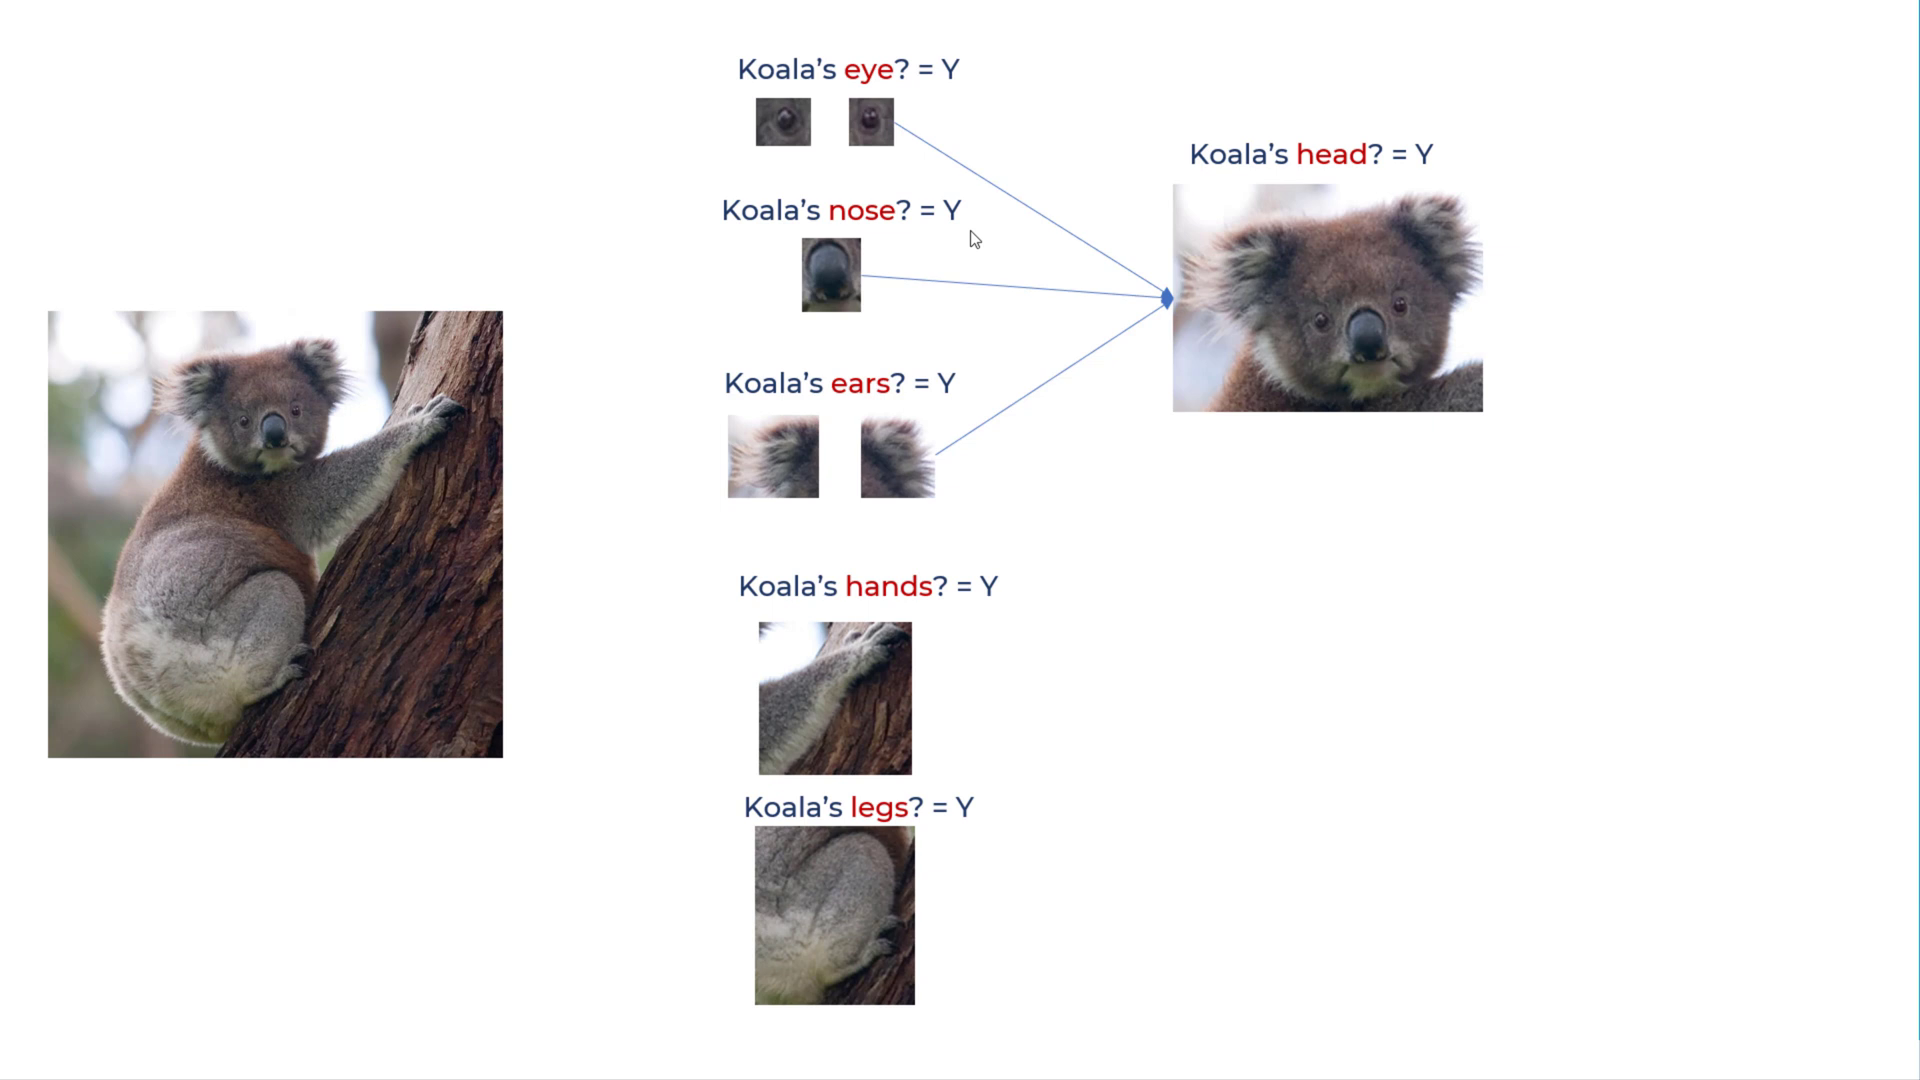 Koala’s eye? = Y
Koala’s nose? = Y
Koala’s ears? = Y
Koala’s hands? = Y
Koala’s legs? = Y
Koala’s head? = Y